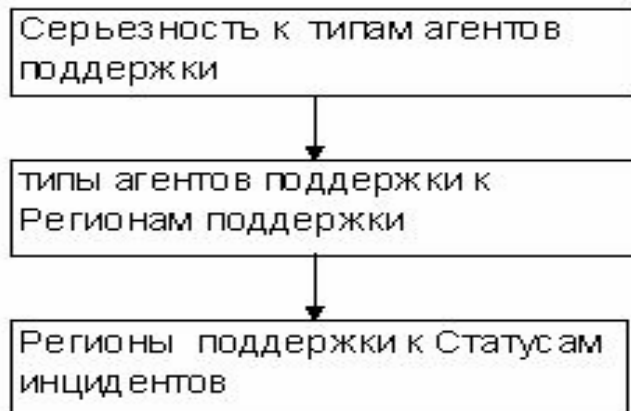 Серьезность к типам агентов
поддержки
типы агентов поддержки к
Регионам поддержки
Регионы поддержки к Статусам
инцидентов